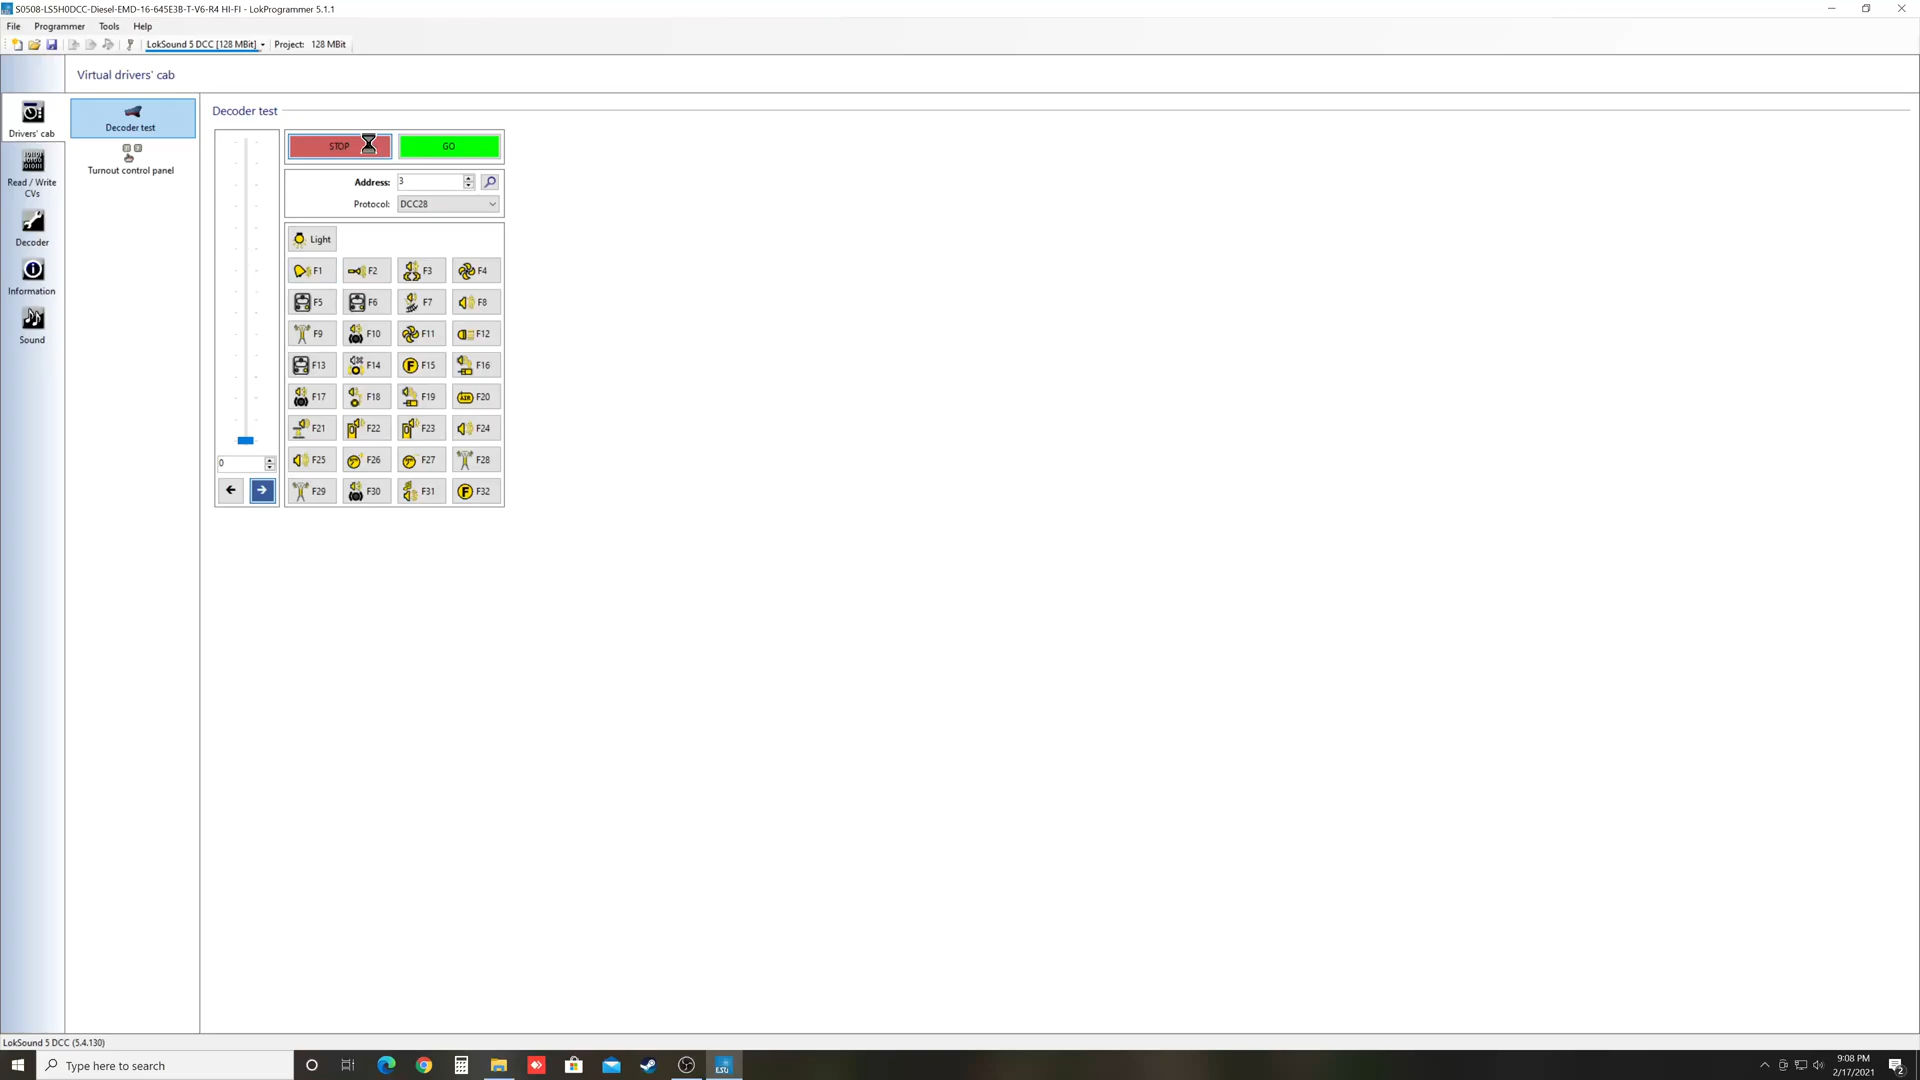 S0508-LS5H0DCC-Diesel-EMD-16-645E3B-T-V6-R4 HI-FI - LokProgrammer 5.1.1
File Programmer Tools Help
LokSound 5 DCC [128 MBit] Project: 128 MBit
Virtual drivers' cab
Drivers' cab
Read / Write
CVs
Decoder
Information
Sound
Decoder test
Turnout control panel
Decoder test
STOP GO
Address: 3
Protocol: DCC28
Light
F1 F2 F3 F4
F5 F6 F7 F8
F9 F10 F11 F12
F13 F14 F15 F16
F17 F18 F19 F20
F21 F22 F23 F24
F25 F26 F27 F28
F29 F30 F31 F32
0
LokSound 5 DCC (5.4.130)
Type here to search
ESU
9:08 PM
2/17/2021
2